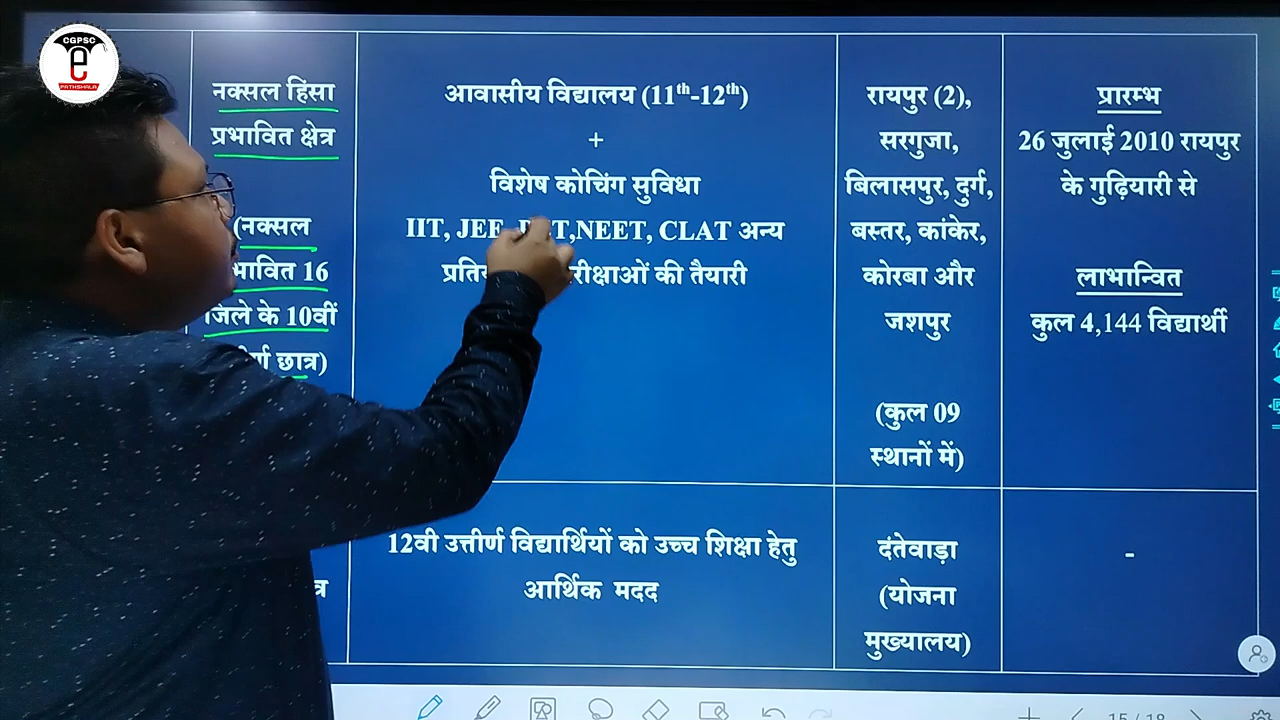 CGPSC
e
PATHSHALA
नक्सल हिंसा
प्रभावित क्षेत्र
(नक्सल
16
जिले के 10वीं
छात्र)
आवासीय विद्यालय (11th-12th)
+
विशेष कोचिंग सुविधा
IIT, JEE NEET, CLAT अन्य
की तैयारी
रायपुर (2),
सरगुजा,
बिलासपुर, दुर्ग,
बस्तर, कांकेर,
कोरबा और
जशपुर
(कुल 09
स्थानों में)
प्रारम्भ
26 जुलाई 2010 रायपुर
के गुढ़ियारी से
लाभान्वित
कुल 4,144 विद्यार्थी
12वी उत्तीर्ण विद्यार्थियों को उच्च शिक्षा हेतु
आर्थिक मदद
दंतेवाड़ा
(योजना
मुख्यालय)
-
15 / 18